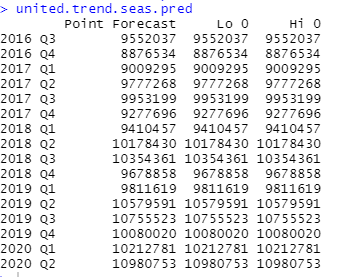 > united.trend.seas.pred
Point Forecast Lo 0 Hi 0
2016 Q3 9552037 9552037 9552037
2016 Q4 8876534 8876534 8876534
2017 Q1 9009295 9009295 9009295
2017 Q2 9777268 9777268 9777268
2017 Q3 9953199 9953199 9953199
2017 Q4 9277696 9277696 9277696
2018 Q1 9410457 9410457 9410457
2018 Q2 10178430 10178430 10178430
2018 Q3 10354361 10354361 10354361
2018 Q4 9678858 9678858 9678858
2019 Q1 9811619 9811619 9811619
2019 Q2 10579591 10579591 10579591
2019 Q3 10755523 10755523 10755523
2019 Q4 10080020 10080020 10080020
2020 Q1 10212781 10212781 10212781
2020 Q2 10980753 10980753 10980753